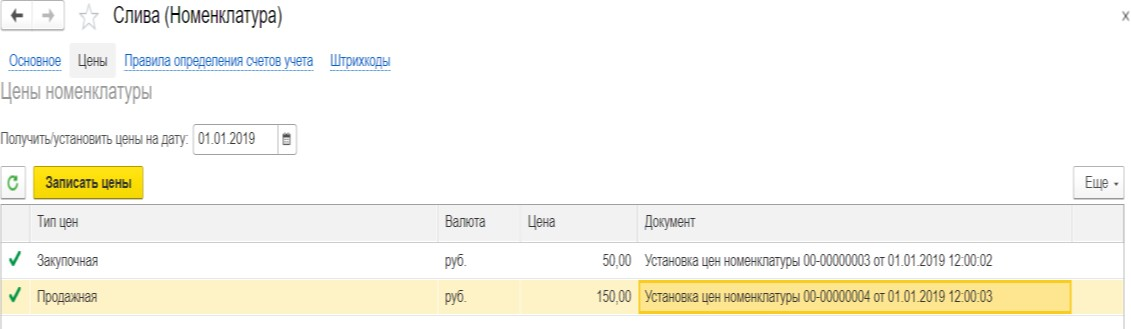 Слива (Номенклатура)
x
Основное Цены Правила определения счетов учета Штрихкоды
Цены номенклатуры
Получить/установить цены на дату: 01.01.2019
Записать цены Еще
Тип цен Валюта Цена Документ
Закупочная руб. 50,00 Установка цен номенклатуры 00-00000003 от 01.01.2019 12:00:02
Продажная руб. 150,00 Установка цен номенклатуры 00-00000004 от 01.01.2019 12:00:03